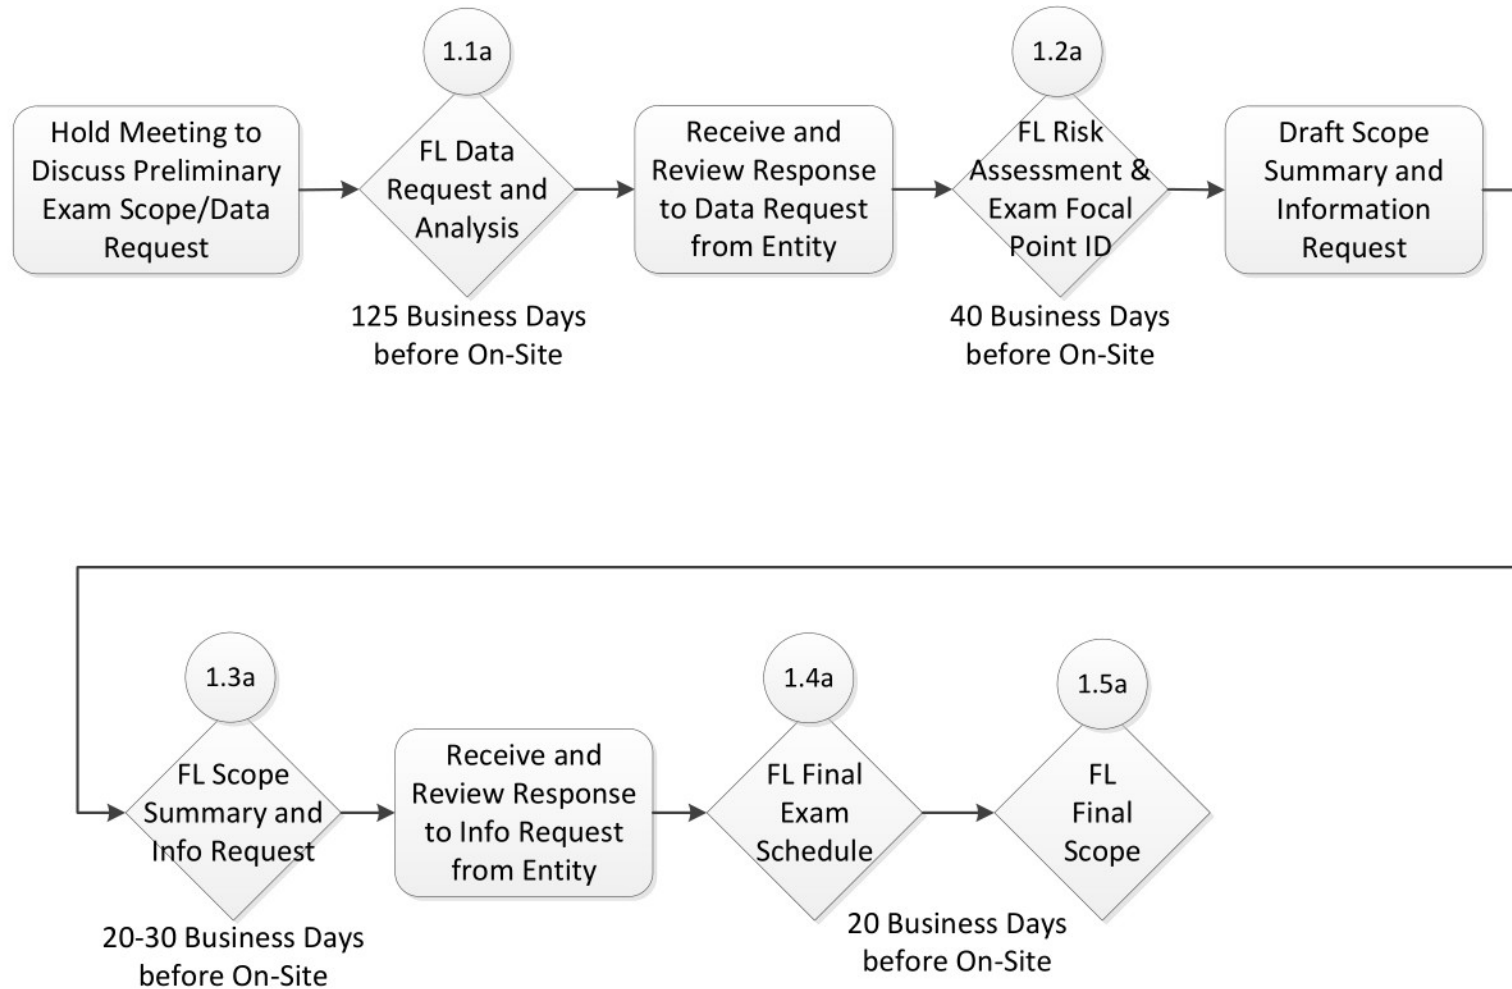 1.1a
1.2a
Hold Meeting to
Discuss Preliminary
Exam Scope/Data
Request
FL Data
Request and
Analysis
Receive and
Review Response
to Data Request
from Entity
FL Risk
Assessment &
Exam Focal
Point ID
Draft Scope
Summary and
Information
Request
125 Business Days
before On-Site
40 Business Days
before On-Site
1.3a
1.4a
1.5a
FL Scope
Summary and
Info Request
Receive and
Review Response
to Info Request
from Entity
FL Final
Exam
Schedule
FL
Final
Scope
20-30 Business Days
before On-Site
20 Business Days
before On-Site